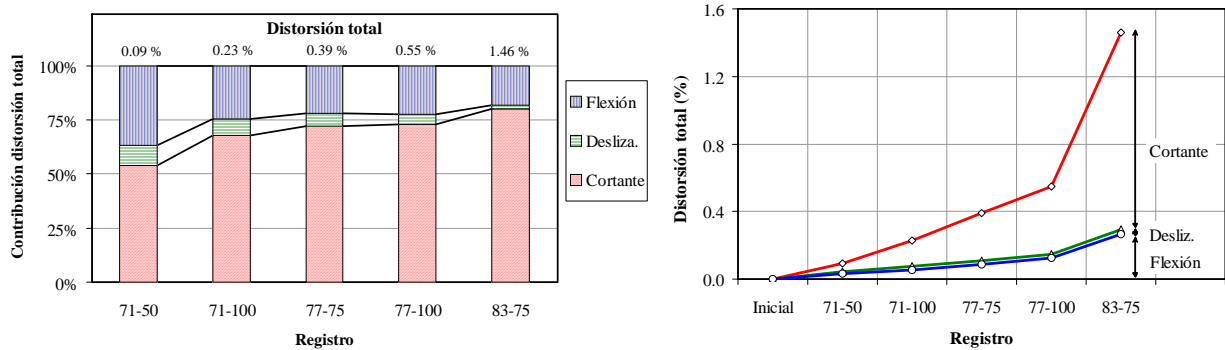 Distorsión total
0.09 % 0.23 % 0.39 % 0.55 % 1.46 %
Contribución distorsión total
100%
75%
50%
25%
0%
71-50 71-100 77-75 77-100 83-75
Registro
Flexión
Desliza.
Cortante
Distorsión total (%)
1.6
1.2
0.8
0.4
0.0
Inicial 71-50 71-100 77-75 77-100 83-75
Registro
Cortante
Desliz.
Flexión